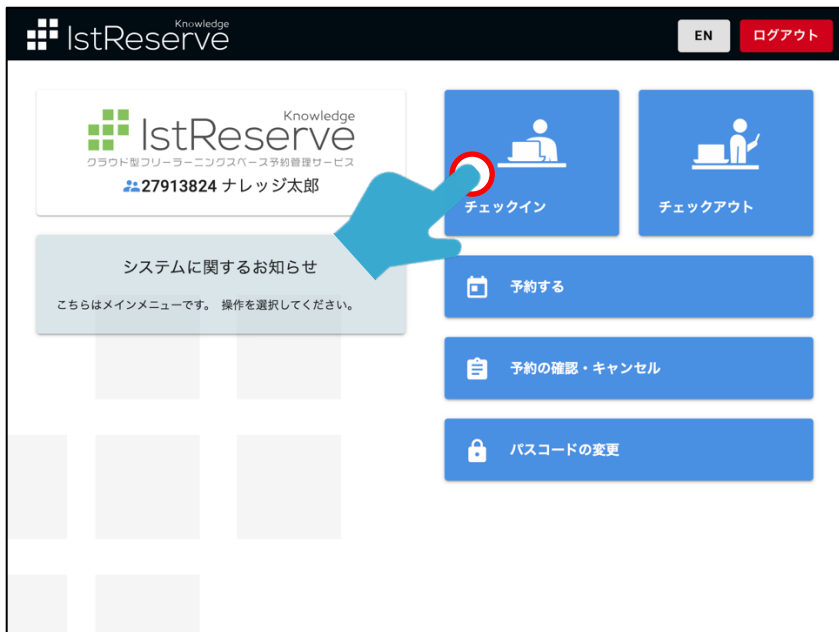 Knowledge
IstReserve
EN
ログアウト
Knowledge
IstReserve
クラウド型フリーラーニングスペース予約管理サービス
27913824 ナレッジ太郎
システムに関するお知らせ
こちらはメインメニューです。 操作を選択してください。
チェックイン
チェックアウト
予約する
予約の確認・キャンセル
パスコードの変更